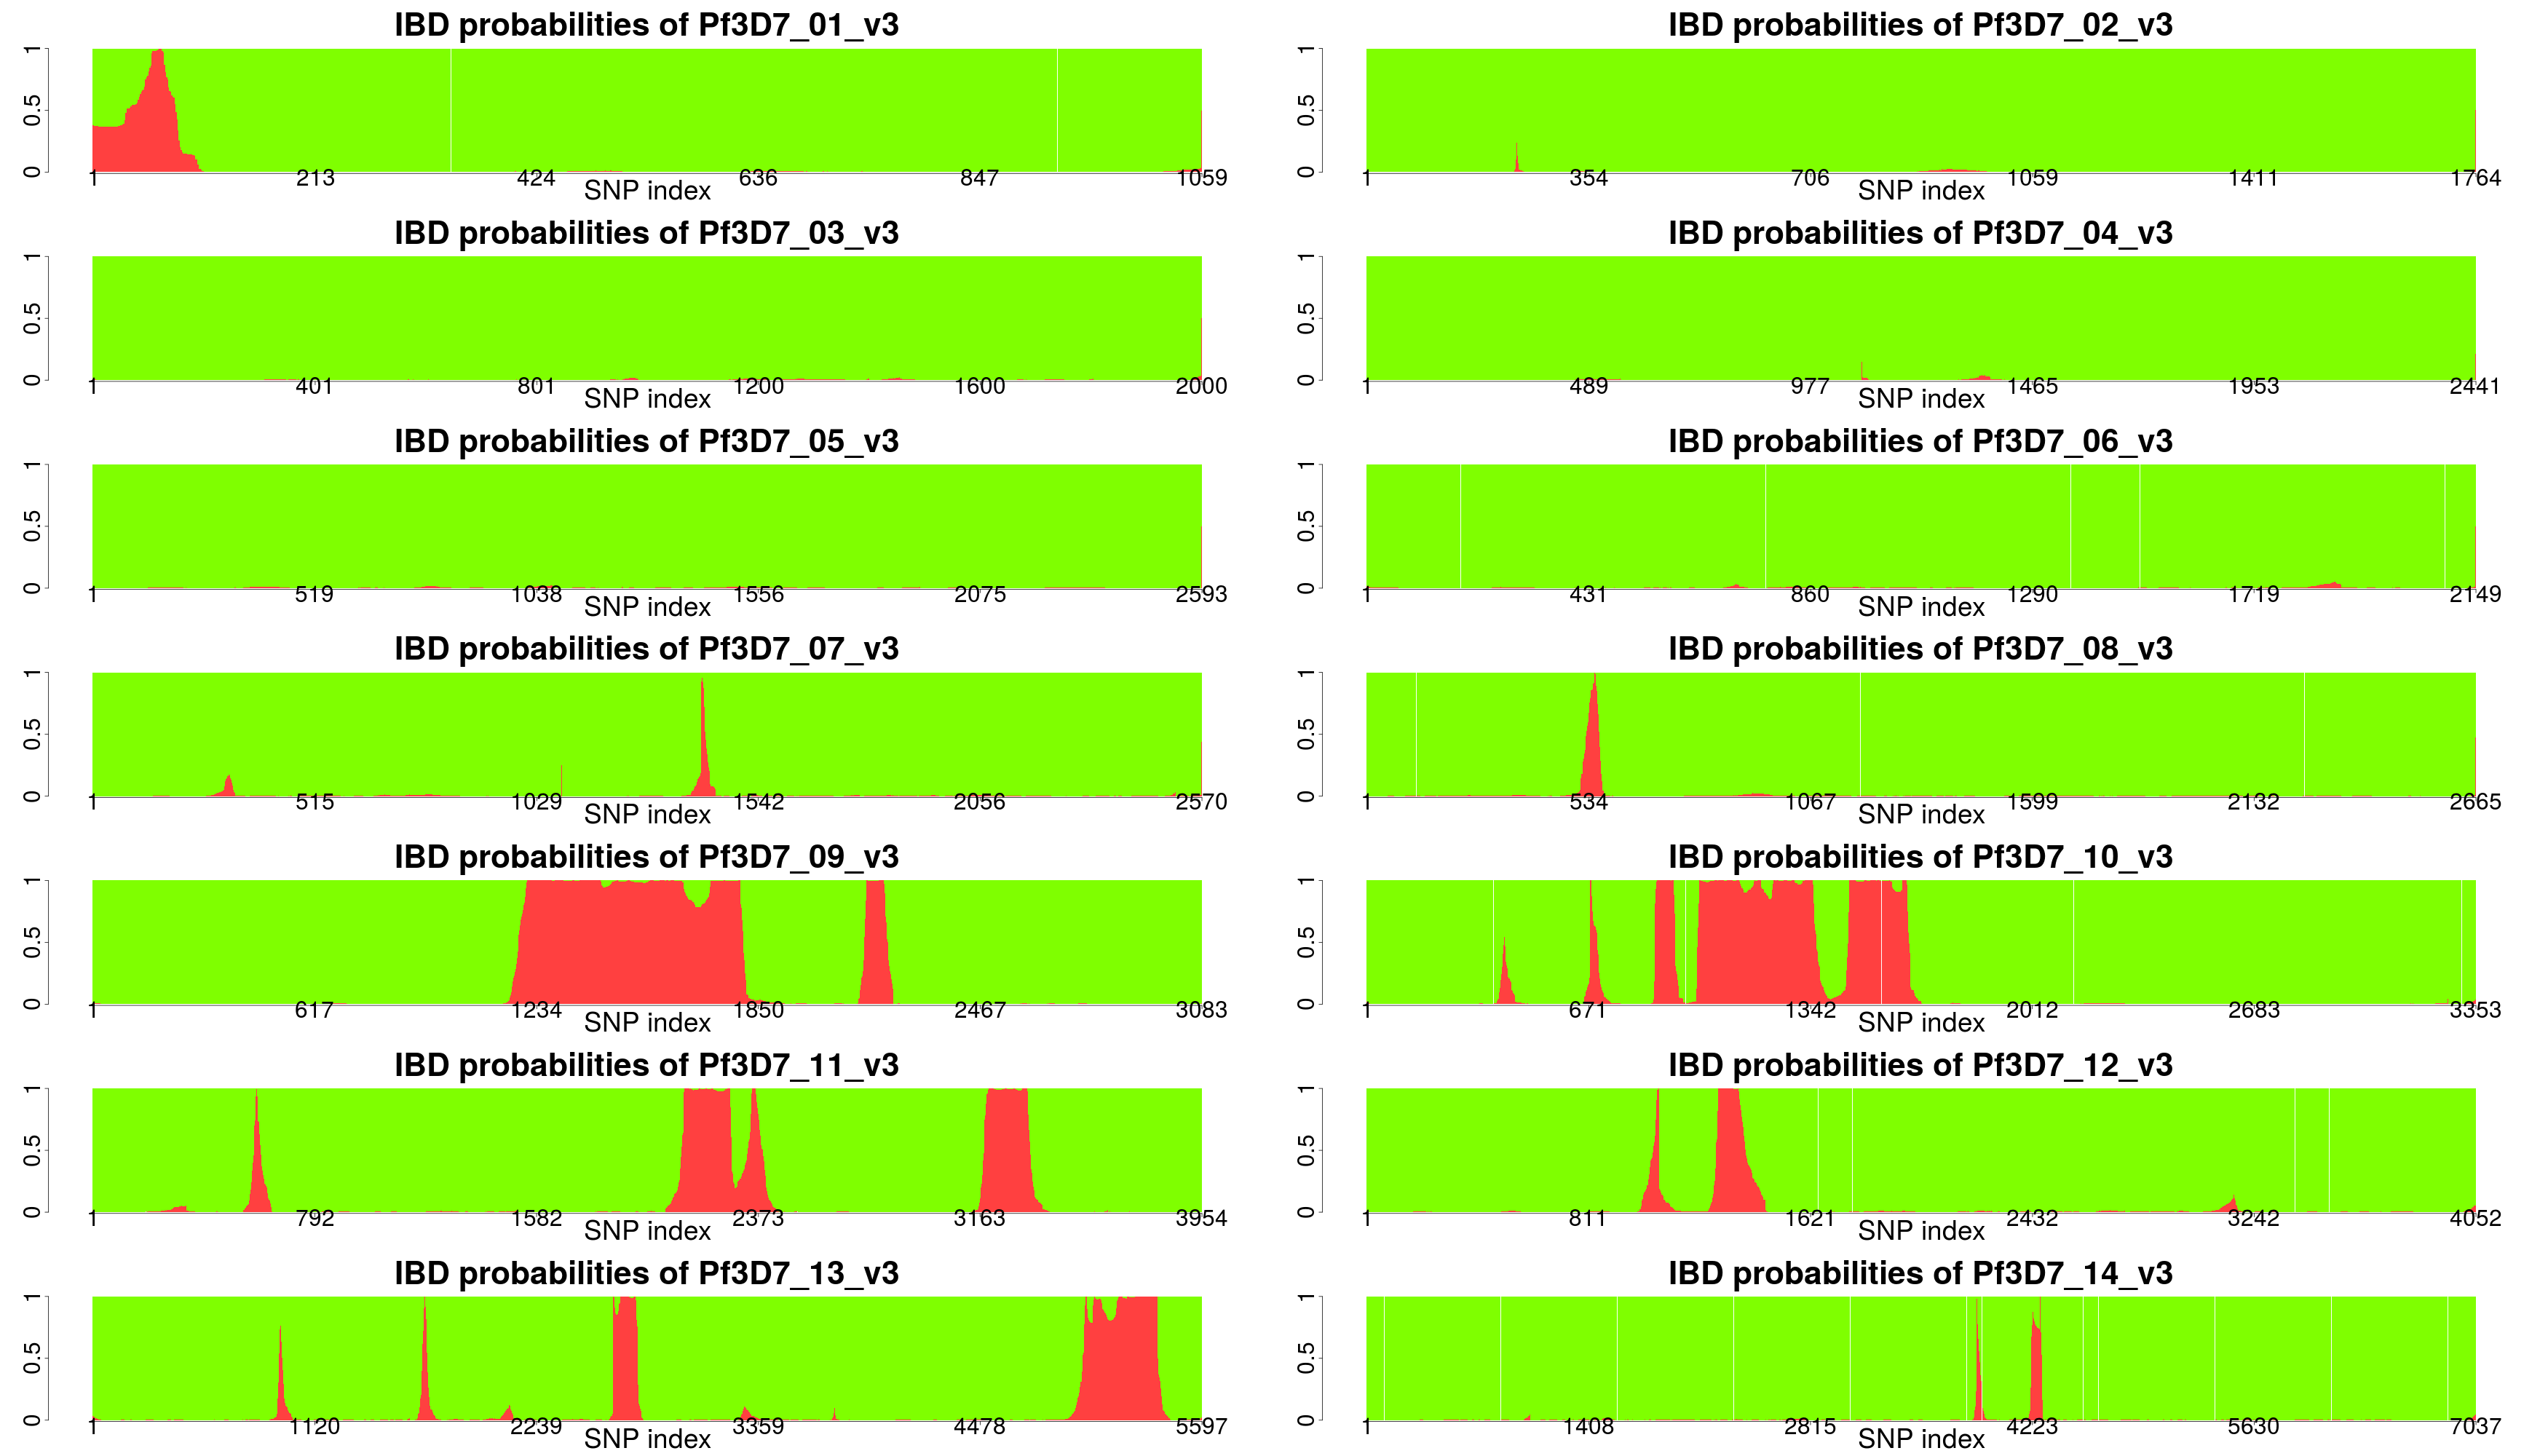 IBD probabilities of Pf3D7_01_v3
0 0.5 1
1 213 424 636 847 1059
SNP index
IBD probabilities of Pf3D7_02_v3
0 0.5 1
1 354 706 1059 1411 1764
SNP index
IBD probabilities of Pf3D7_03_v3
0 0.5 1
1 401 801 1200 1600 2000
SNP index
IBD probabilities of Pf3D7_04_v3
0 0.5 1
1 489 977 1465 1953 2441
SNP index
IBD probabilities of Pf3D7_05_v3
0 0.5 1
1 519 1038 1556 2075 2593
SNP index
IBD probabilities of Pf3D7_06_v3
0 0.5 1
1 431 860 1290 1719 2149
SNP index
IBD probabilities of Pf3D7_07_v3
0 0.5 1
1 515 1029 1542 2056 2570
SNP index
IBD probabilities of Pf3D7_08_v3
0 0.5 1
1 534 1067 1599 2132 2665
SNP index
IBD probabilities of Pf3D7_09_v3
0 0.5 1
1 617 1234 1850 2467 3083
SNP index
IBD probabilities of Pf3D7_10_v3
0 0.5 1
1 671 1342 2012 2683 3353
SNP index
IBD probabilities of Pf3D7_11_v3
0 0.5 1
1 792 1582 2373 3163 3954
SNP index
IBD probabilities of Pf3D7_12_v3
0 0.5 1
1 811 1621 2432 3242 4052
SNP index
IBD probabilities of Pf3D7_13_v3
0 0.5 1
1 1120 2239 3359 4478 5597
SNP index
IBD probabilities of Pf3D7_14_v3
0 0.5 1
1 1408 2815 4223 5630 7037
SNP index